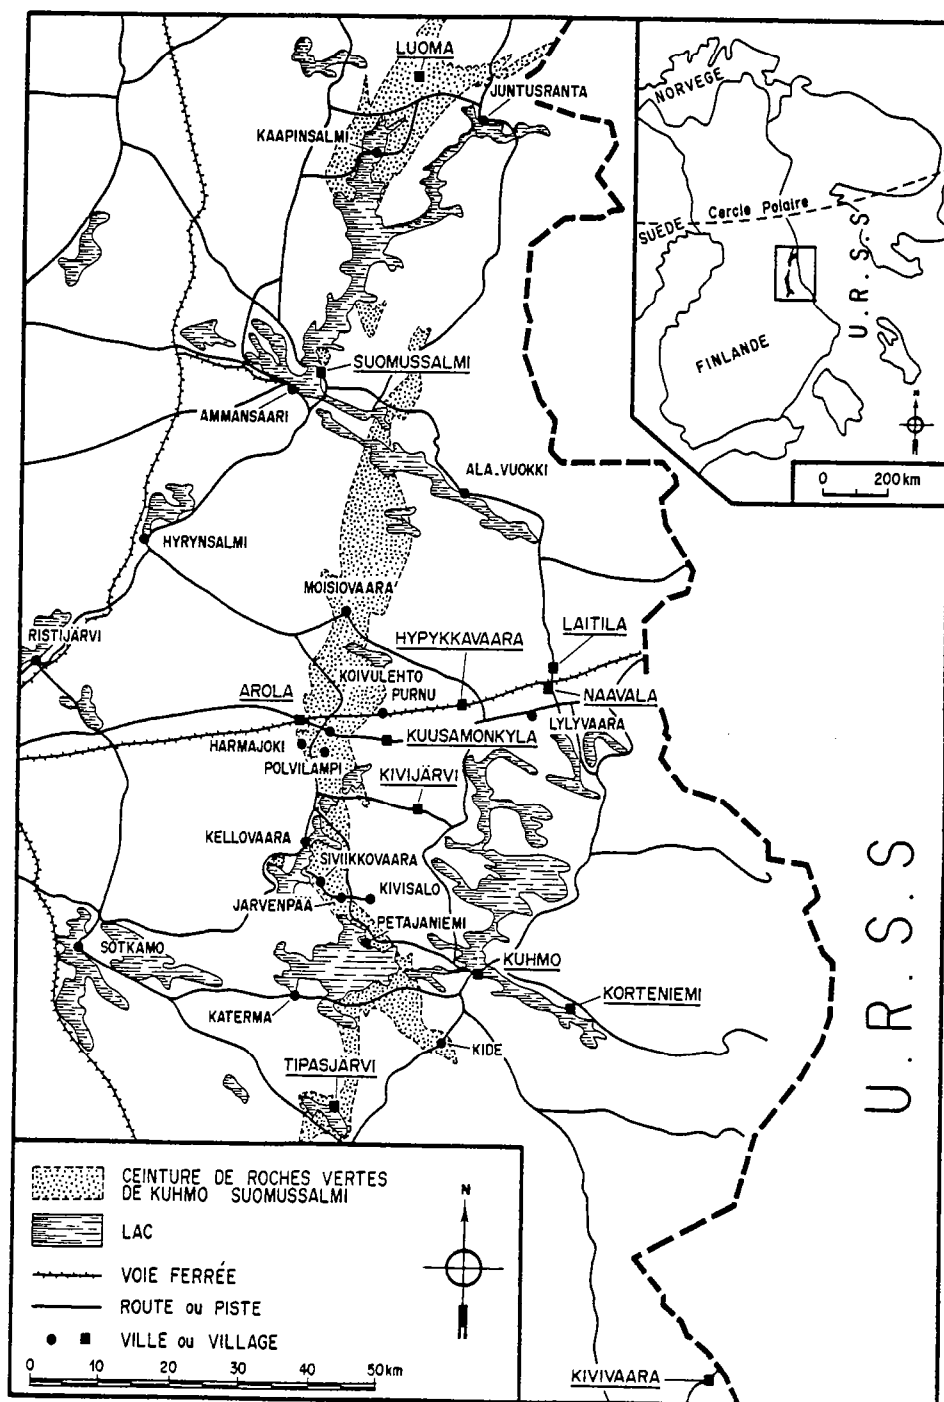 LUOMA
JUNTUSRANTA
KAAPINSALMI
NORVEGE
SUÈDE
Cercle Polaire
U.R.S.S
FINLANDE
N
0 200 km
SUOMUSSALMI
AMMANSAARI
ALA-VUOKKI
HYRYNSALMI
MOISIOVAARA
RISTIJÄRVI
HYPYKKAVAARA
LAITILA
KOIVULEHTO
PURNU
AROLA
NAAVALA
LYLYVAARA
HARMAJOKI
KUUSAMONKYLA
POLVILAMPI
KIVIJÄRVI
KELLOVAARA
SIVIIKKOVAARA
KIVISALO
JARVENPÄÄ
PETAJANIEMI
SOTKAMO
KUHMO
KATERMA
KORTENIEMI
KIDE
TIPASJÄRVI
U.R.S.S
CEINTURE DE ROCHES VERTES
DE KUHMO SUOMUSSALMI
LAC
VOIE FERRÉE
ROUTE ou PISTE
VILLE ou VILLAGE
N
0 10 20 30 40 50km
KIVIVAARA